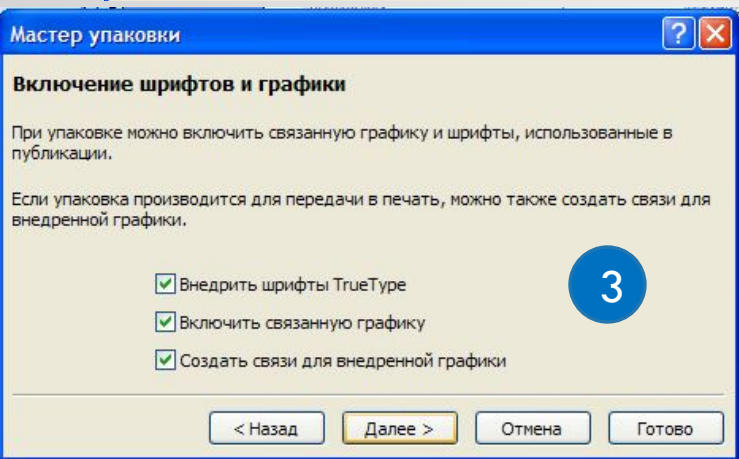 Мастер упаковки
Включение шрифтов и графики
При упаковке можно включить связанную графику и шрифты, использованные в
публикации.
Если упаковка производится для передачи в печать, можно также создать связи для
внедренной графики.
Внедрить шрифты TrueType
3
Включить связанную графику
Создать связи для внедренной графики
< Назад
Далее >
Отмена
Готово